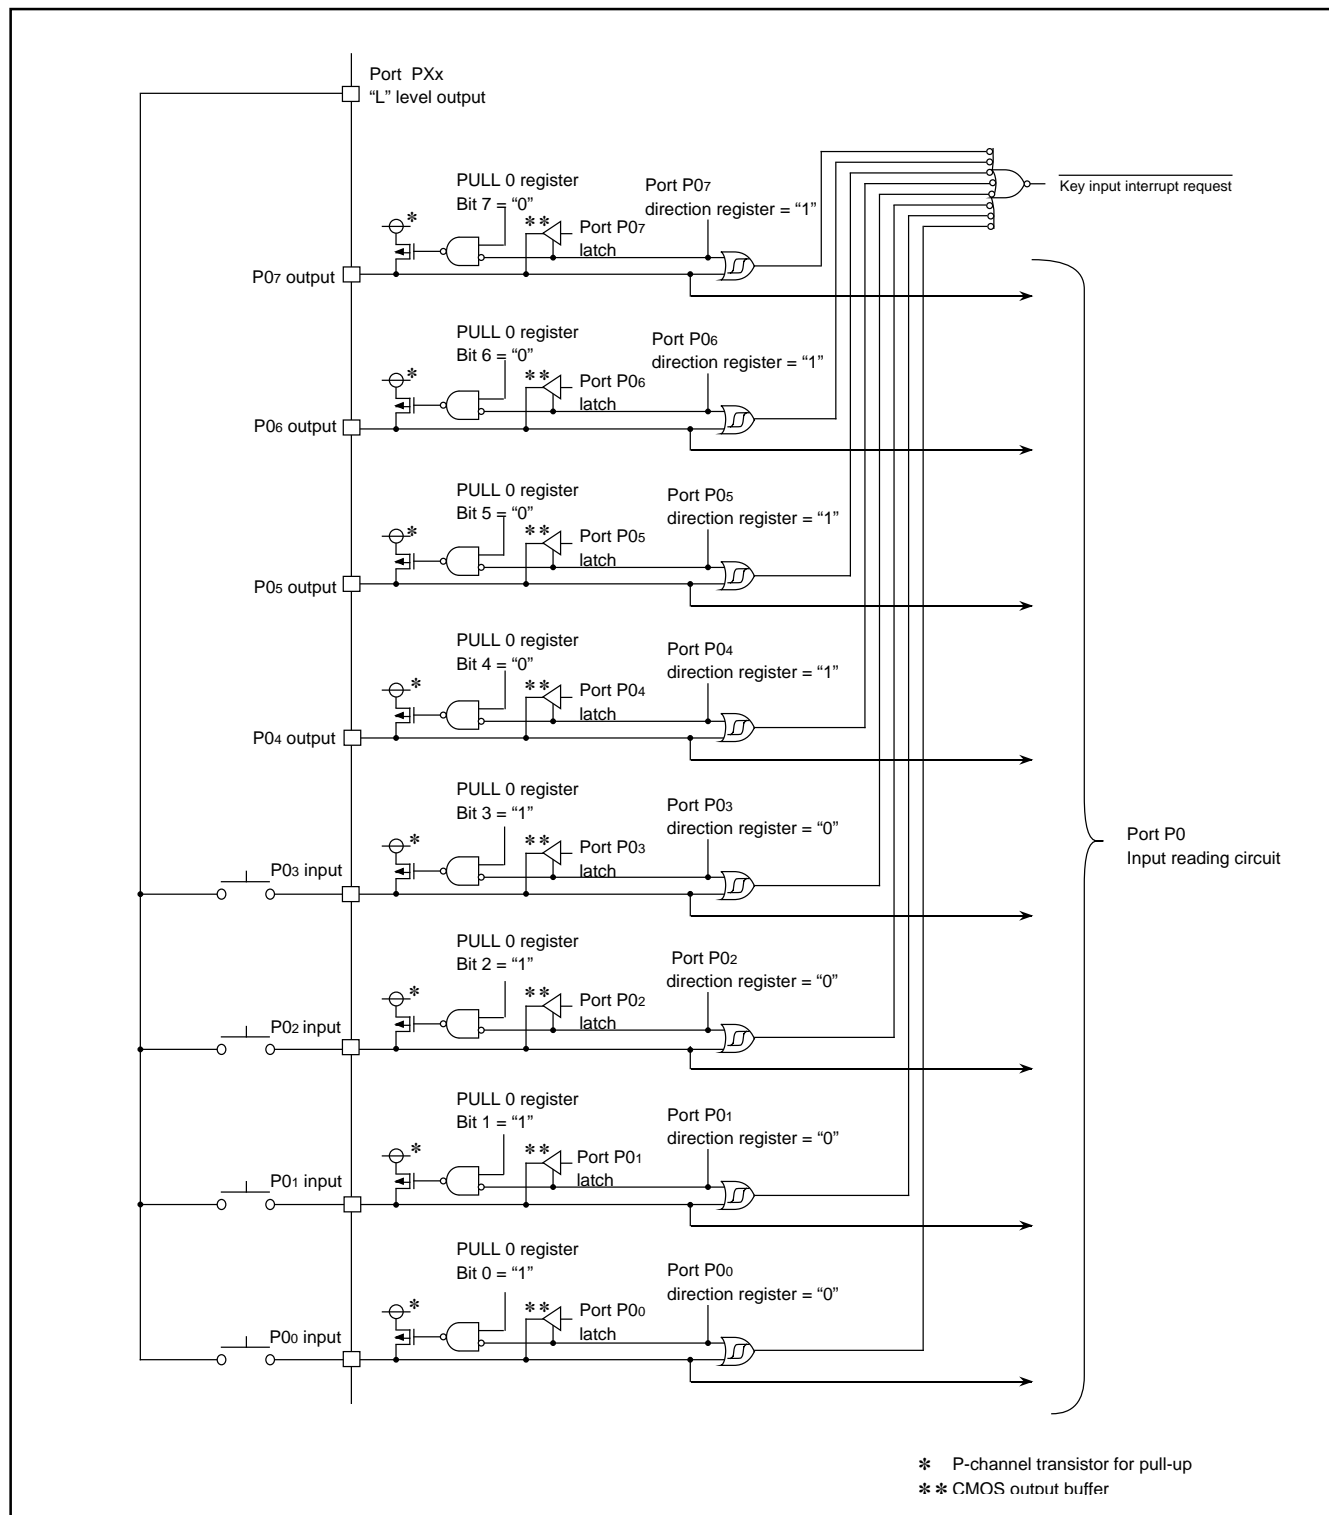 Port PXx
“L” level output
Key input interrupt request
PULL 0 register
Bit 7 = “0”
*
**
Port P07
latch
Port P07
direction register = “1”
P07 output
PULL 0 register
Bit 6 = “0”
*
**
Port P06
latch
Port P06
direction register = “1”
P06 output
PULL 0 register
Bit 5 = “0”
*
**
Port P05
latch
Port P05
direction register = “1”
P05 output
PULL 0 register
Bit 4 = “0”
*
**
Port P04
latch
Port P04
direction register = “1”
P04 output
PULL 0 register
Bit 3 = “1”
*
**
Port P03
latch
Port P03
direction register = “0”
P03 input
Port P0
Input reading circuit
PULL 0 register
Bit 2 = “1”
*
**
Port P02
latch
Port P02
direction register = “0”
P02 input
PULL 0 register
Bit 1 = “1”
*
**
Port P01
latch
Port P01
direction register = “0”
P01 input
PULL 0 register
Bit 0 = “1”
*
**
Port P00
latch
Port P00
direction register = “0”
P00 input
* P-channel transistor for pull-up
** CMOS output buffer